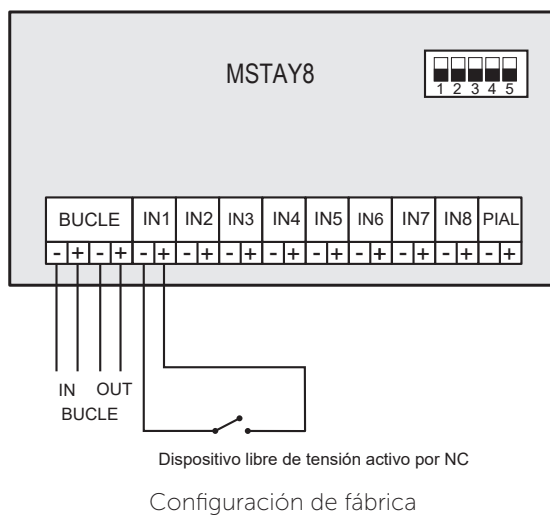 MSTAY8
1 2 3 4 5
BUCLE IN1 IN2 IN3 IN4 IN5 IN6 IN7 IN8 PIAL
- + - + - + - + - + - + - + - + - + - + - +
IN OUT
BUCLE
Dispositivo libre de tensión activo por NC
Configuración de fábrica